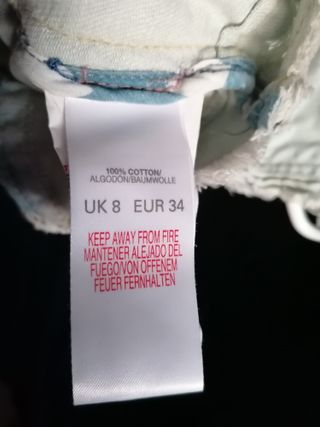 100% COTTON/
ALGODON/BAUMWOLLE
UK 8 EUR 34
KEEP AWAY FROM FIRE
MANTENER ALEJADO DEL
FUEGO/VON OFFENEM
FEUER FERNHALTEN